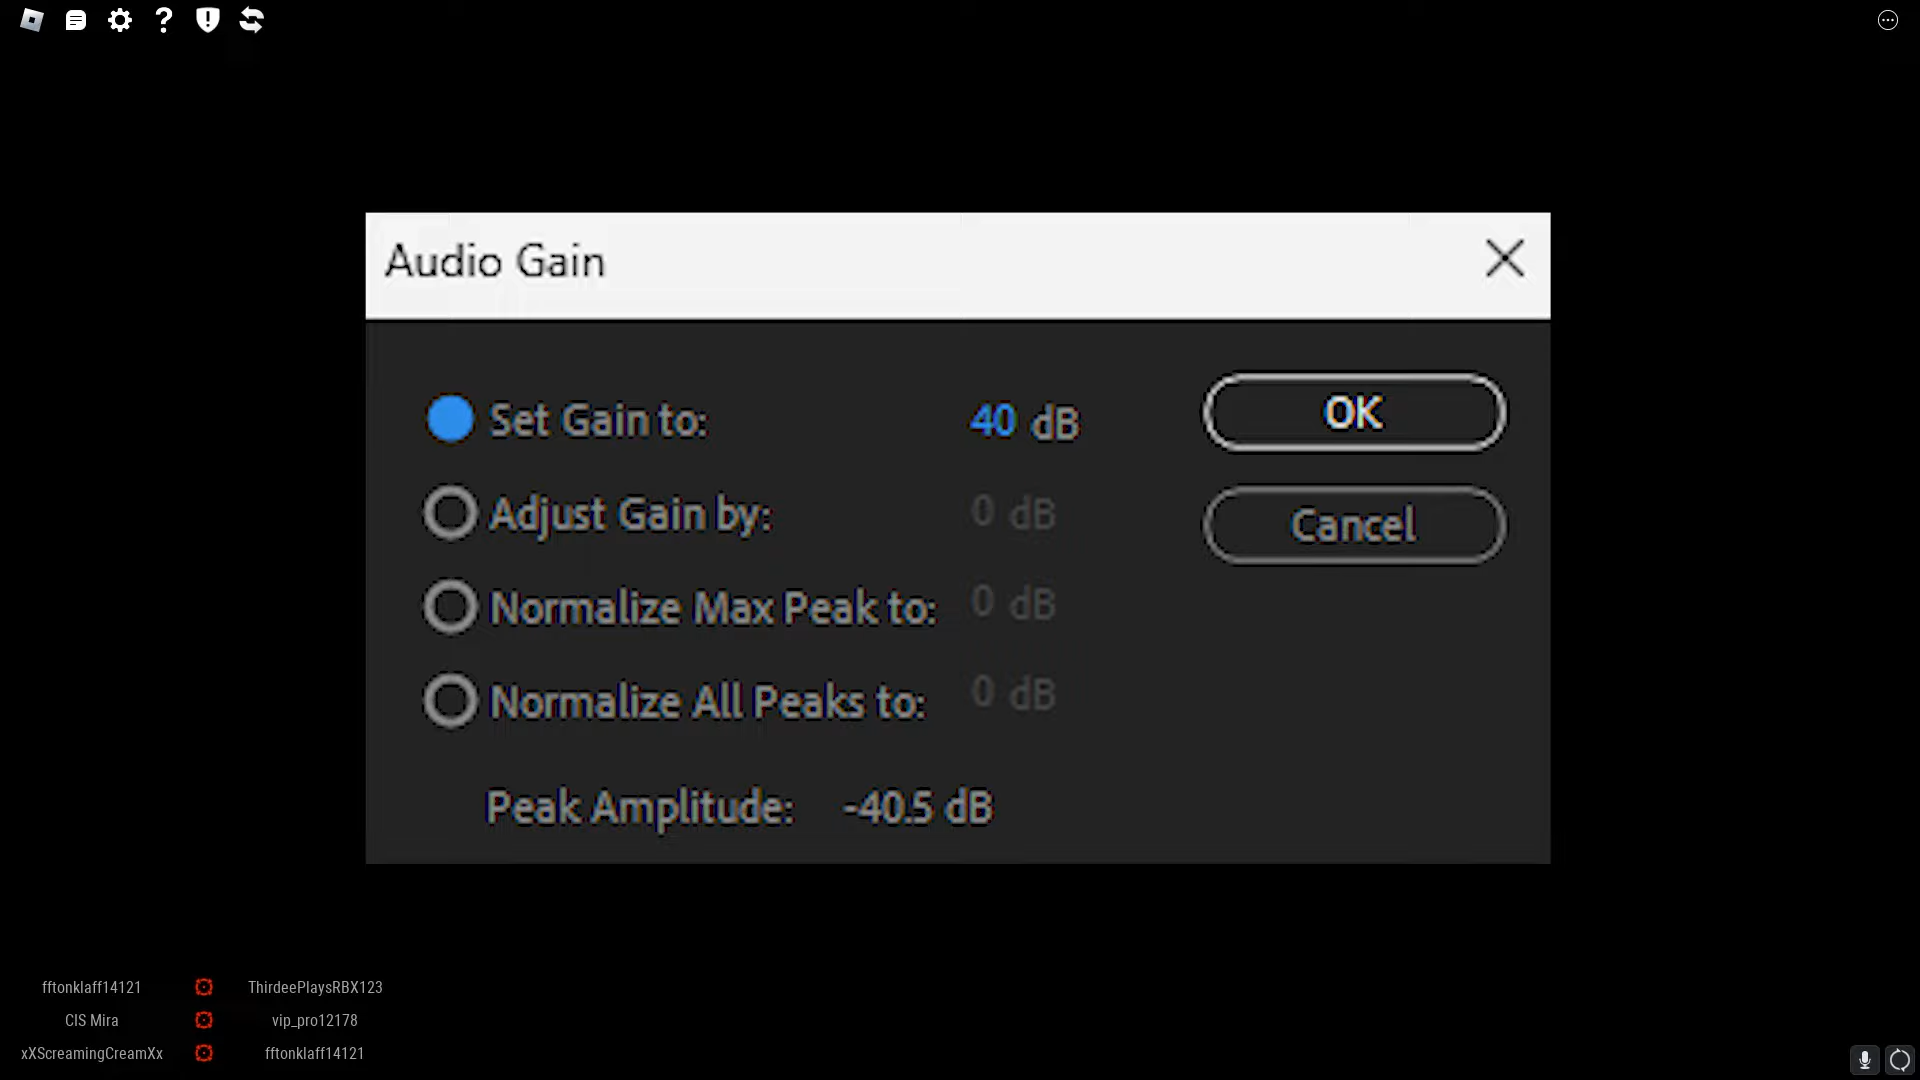 Audio Gain
Set Gain to: 40 dB
OK
Adjust Gain by: 0 dB
Cancel
Normalize Max Peak to: 0 dB
Normalize All Peaks to: 0 dB
Peak Amplitude: -40.5 dB
fftonklaff14121 ThirdeePlaysRBX123
CIS Mira vip_pro12178
xXScreamingCreamXx fftonklaff14121